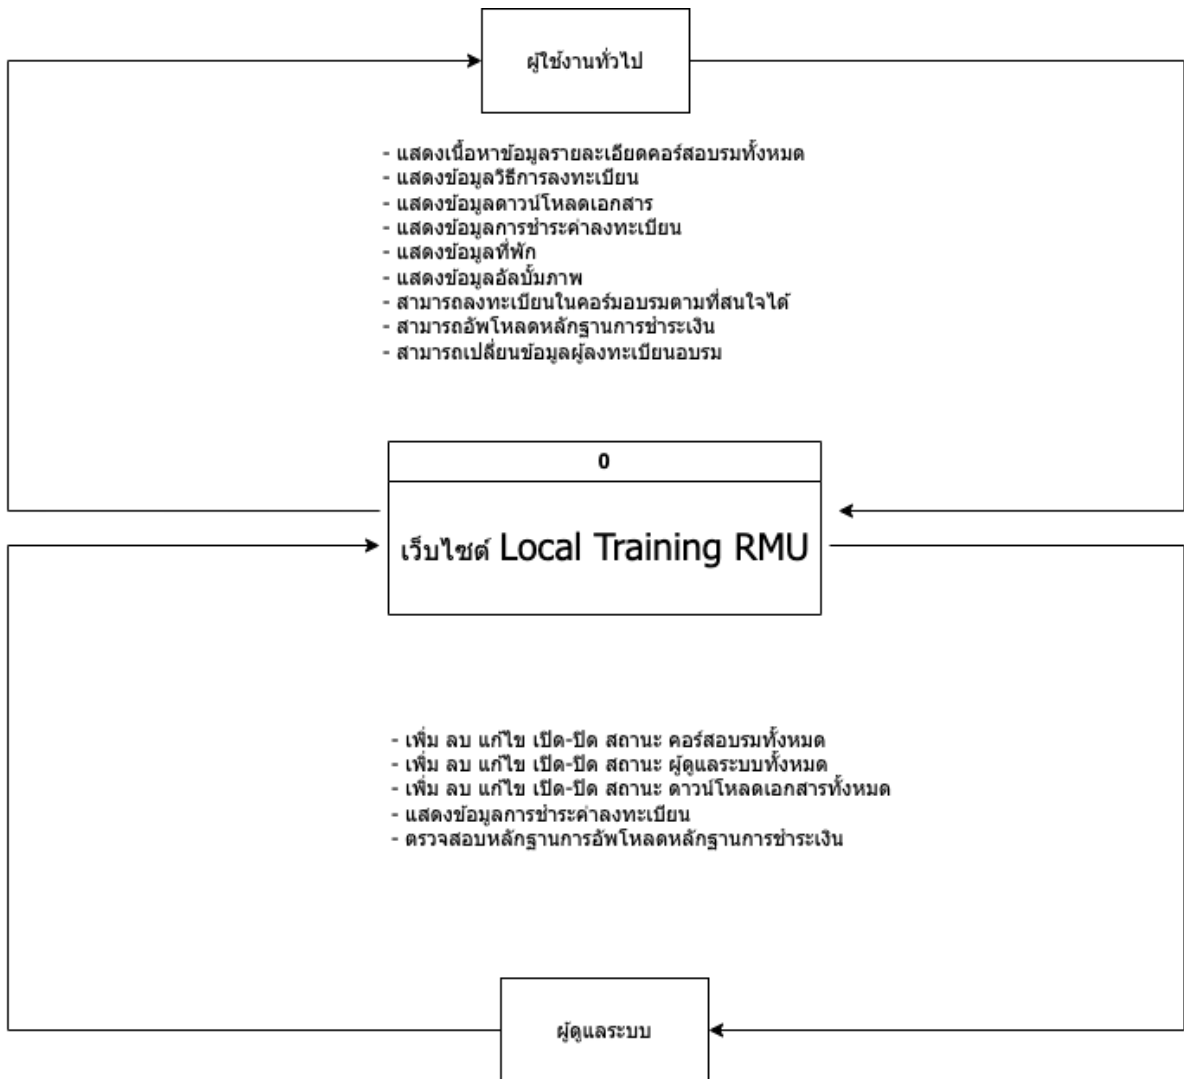 ผู้ใช้งานทั่วไป
- แสดงเนื้อหาข้อมูลรายละเอียดคอร์สอบรมทั้งหมด
- แสดงข้อมูลวิธีการลงทะเบียน
- แสดงข้อมูลดาวน์โหลดเอกสาร
- แสดงข้อมูลการชำระค่าลงทะเบียน
- แสดงข้อมูลที่พัก
- แสดงข้อมูลอัลบั้มภาพ
- สามารถลงทะเบียนในคอร์มอบรมตามที่สนใจได้
- สามารถอัพโหลดหลักฐานการชำระเงิน
- สามารถเปลี่ยนข้อมูลผู้ลงทะเบียนอบรม
0
เว็บไซต์ Local Training RMU
- เพิ่ม ลบ แก้ไข เปิด-ปิด สถานะ คอร์สอบรมทั้งหมด
- เพิ่ม ลบ แก้ไข เปิด-ปิด สถานะ ผู้ดูแลระบบทั้งหมด
- เพิ่ม ลบ แก้ไข เปิด-ปิด สถานะ ดาวน์โหลดเอกสารทั้งหมด
- แสดงข้อมูลการชำระค่าลงทะเบียน
- ตรวจสอบหลักฐานการอัพโหลดหลักฐานการชำระเงิน
ผู้ดูแลระบบ